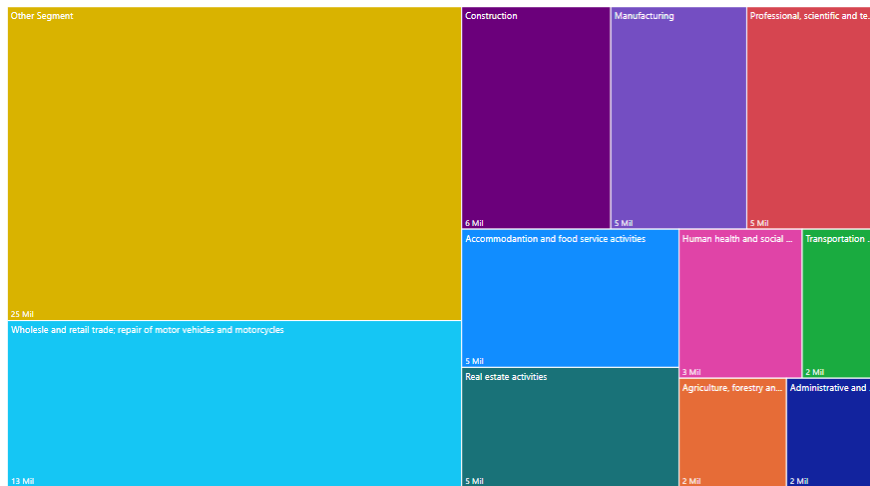 Other Segment
25 Mil
Wholesle and retail trade; repair of motor vehicles and motorcycles
13 Mil
Construction
6 Mil
Manufacturing
5 Mil
Professional, scientific and te...
5 Mil
Accommodantion and food service activities
5 Mil
Real estate activities
5 Mil
Human health and social ...
3 Mil
Transportation ...
2 Mil
Agriculture, forestry an...
2 Mil
Administrative and ...
2 Mil